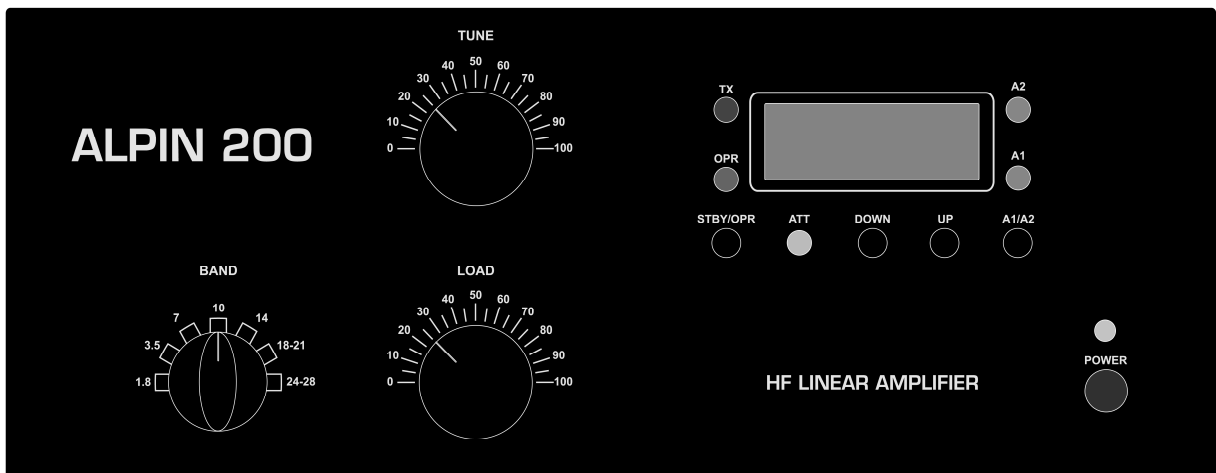 ALPIN 200
TUNE
0 10 20 30 40 50 60 70 80 90 100
TX
A2
OPR
A1
STBY/OPR ATT DOWN UP A1/A2
BAND
1.8 3.5 7 10 14 18-21 24-28
LOAD
0 10 20 30 40 50 60 70 80 90 100
HF LINEAR AMPLIFIER
POWER